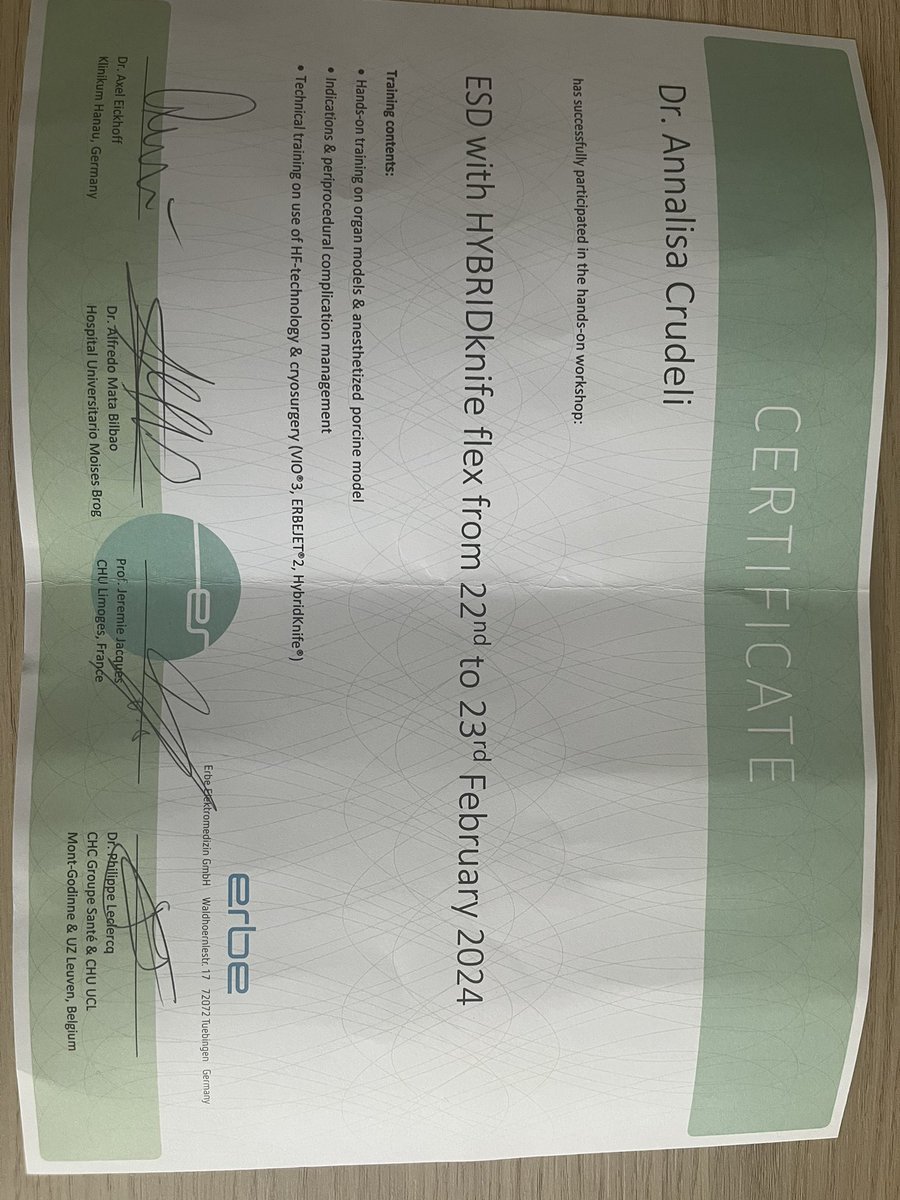 CERTIFICATE
Dr. Annalisa Crudeli
has successfully participated in the hands-on workshop:
ESD with HYBRIDknife flex from 22nd to 23rd February 2024
Training contents:
• Hands-on training on organ models & anesthetized porcine model
• Indications & periprocedural complication management
• Technical training on use of HF-technology & cryosurgery (VIO®3, ERBEJET®2, HybridKnife®)
erbe
Erbe Elektromedizin GmbH Waldhoernlestr. 17 72072 Tuebingen Germany
er
Dr. Axel Eickhoff
Klinikum Hanau, Germany
Dr. Alfredo Mata Bilbao
Hospital Universitario Moises Brog
Prof. Jeremie Jacques
CHU Limoges, France
Dr. Philippe Leclercq
CHC Groupe Santé & CHU UCL
Mont-Godinne & UZ Leuven, Belgium